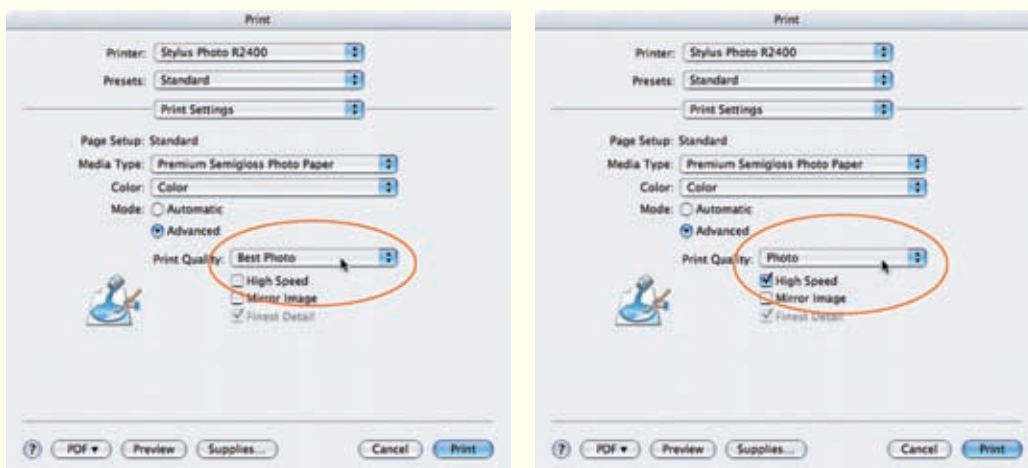 Print
Printer: Stylus Photo R2400
Presets: Standard
Print Settings
Page Setup: Standard
Media Type: Premium Semigloss Photo Paper
Color: Color
Mode: Automatic
Advanced
Print Quality: Best Photo
High Speed
Mirror Image
Finest Detail
? PDF Preview Supplies... Cancel Print
Print
Printer: Stylus Photo R2400
Presets: Standard
Print Settings
Page Setup: Standard
Media Type: Premium Semigloss Photo Paper
Color: Color
Mode: Automatic
Advanced
Print Quality: Photo
High Speed
Mirror Image
Finest Detail
? PDF Preview Supplies... Cancel Print